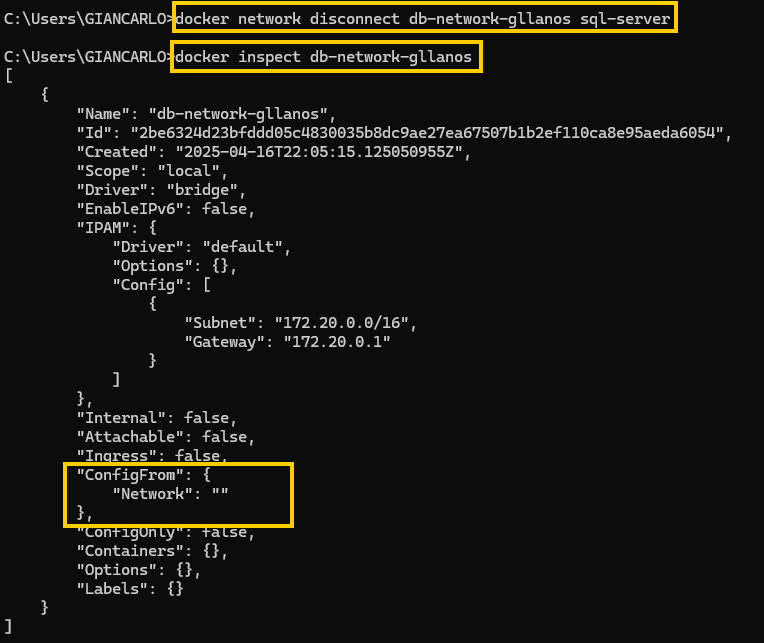 C:\Users\GIANCARLO>docker network disconnect db-network-gllanos sql-server
C:\Users\GIANCARLO>docker inspect db-network-gllanos
[
    {
        "Name": "db-network-gllanos",
        "Id": "2be6324d23bfddd05c4830035b8dc9ae27ea67507b1b2ef110ca8e95aeda6054",
        "Created": "2025-04-16T22:05:15.125050955Z",
        "Scope": "local",
        "Driver": "bridge",
        "EnableIPv6": false,
        "IPAM": {
            "Driver": "default",
            "Options": {},
            "Config": [
                {
                    "Subnet": "172.20.0.0/16",
                    "Gateway": "172.20.0.1"
                }
            ]
        },
        "Internal": false,
        "Attachable": false,
        "Ingress": false,
        "ConfigFrom": {
            "Network": ""
        },
        "ConfigOnly": false,
        "Containers": {},
        "Options": {},
        "Labels": {}
    }
]